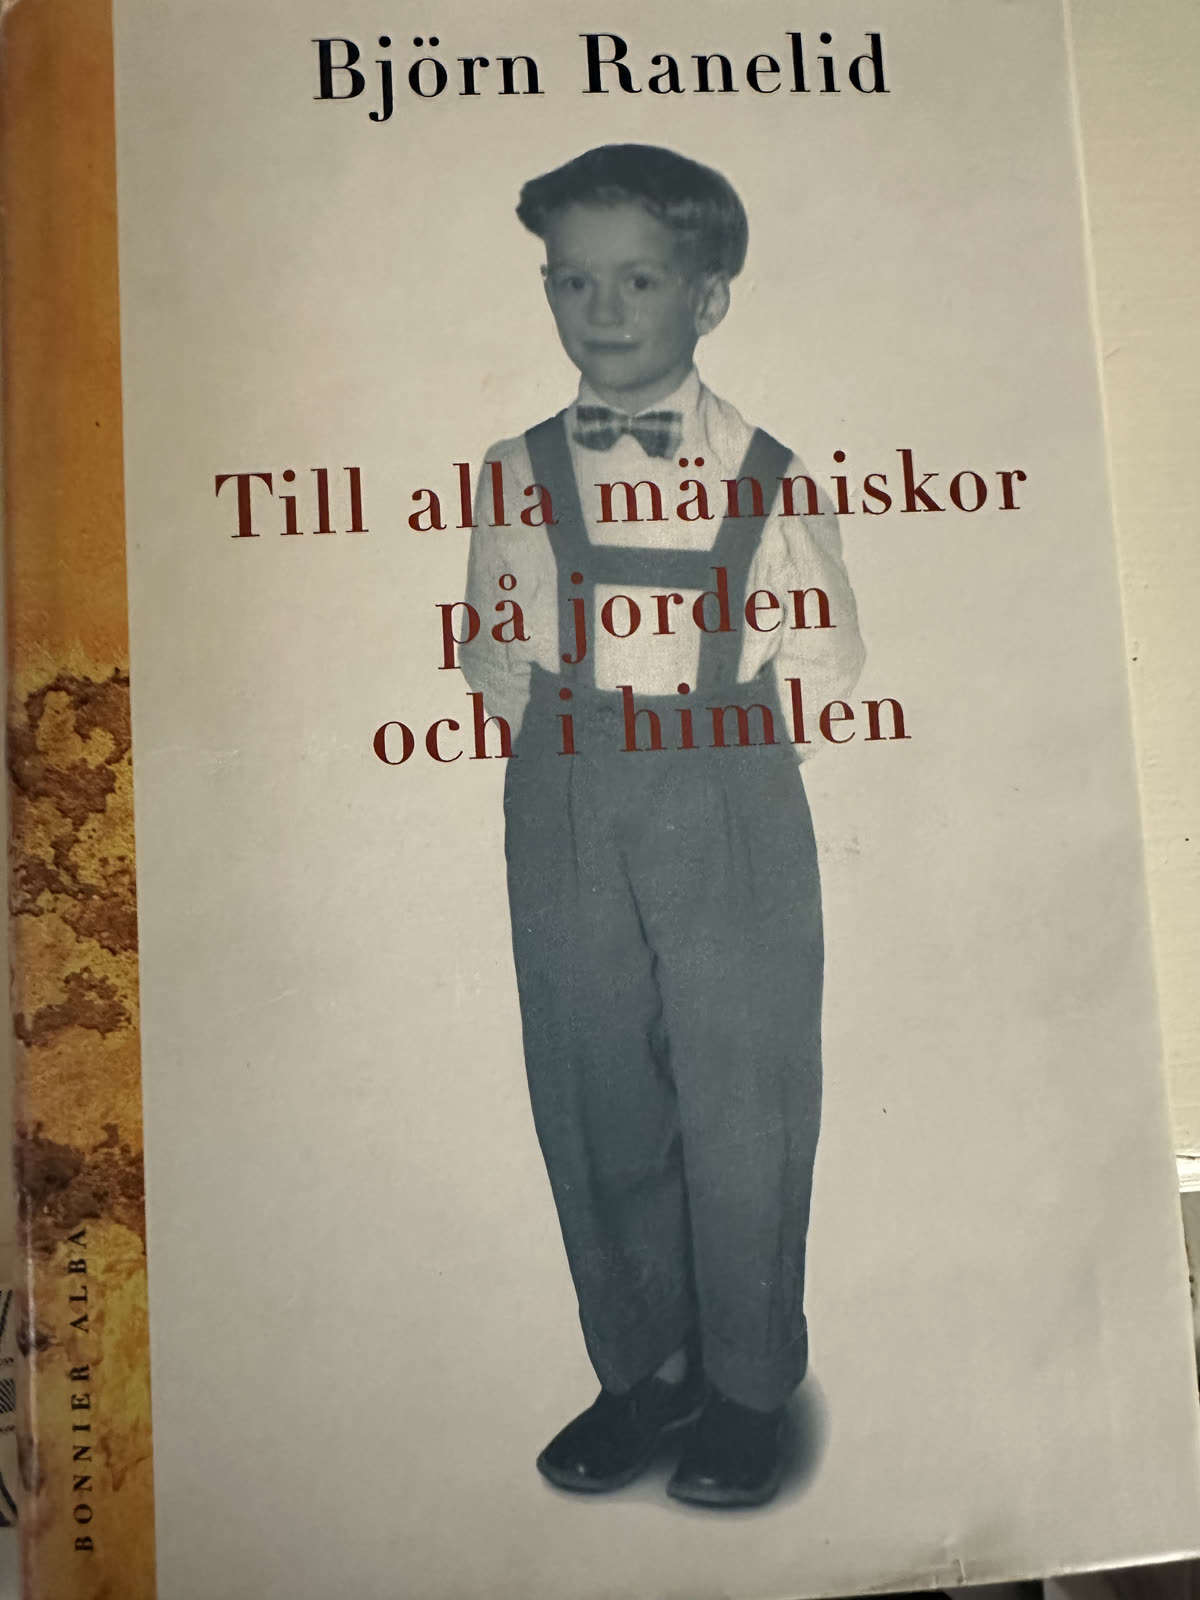 Björn Ranelid
Till alla människor
på jorden
och i himlen
BONNIER ALBA